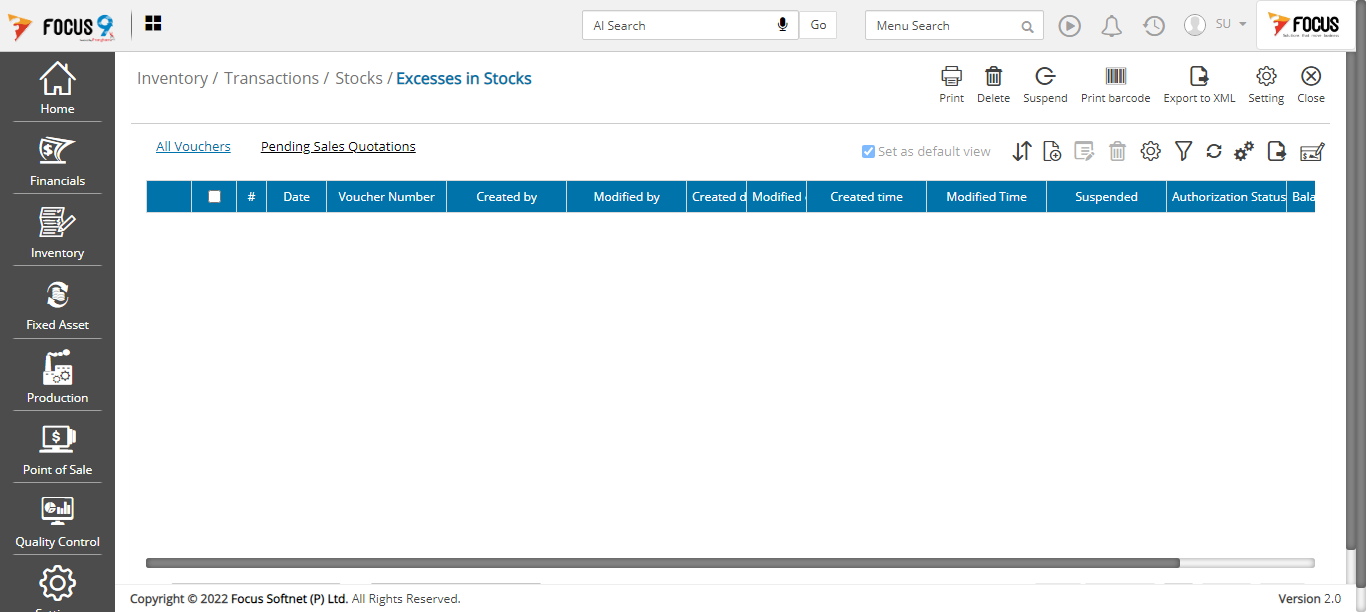 FOCUS 9
AI Search
Go
Menu Search
SU
FOCUS
Home
Financials
Inventory
Fixed Asset
Production
Point of Sale
Quality Control
Inventory / Transactions / Stocks / Excesses in Stocks
Print
Delete
Suspend
Print barcode
Export to XML
Setting
Close
All Vouchers
Pending Sales Quotations
Set as default view
# Date Voucher Number Created by Modified by Created d Modified Created time Modified Time Suspended Authorization Status Bala
Copyright © 2022 Focus Softnet (P) Ltd. All Rights Reserved.
Version 2.0